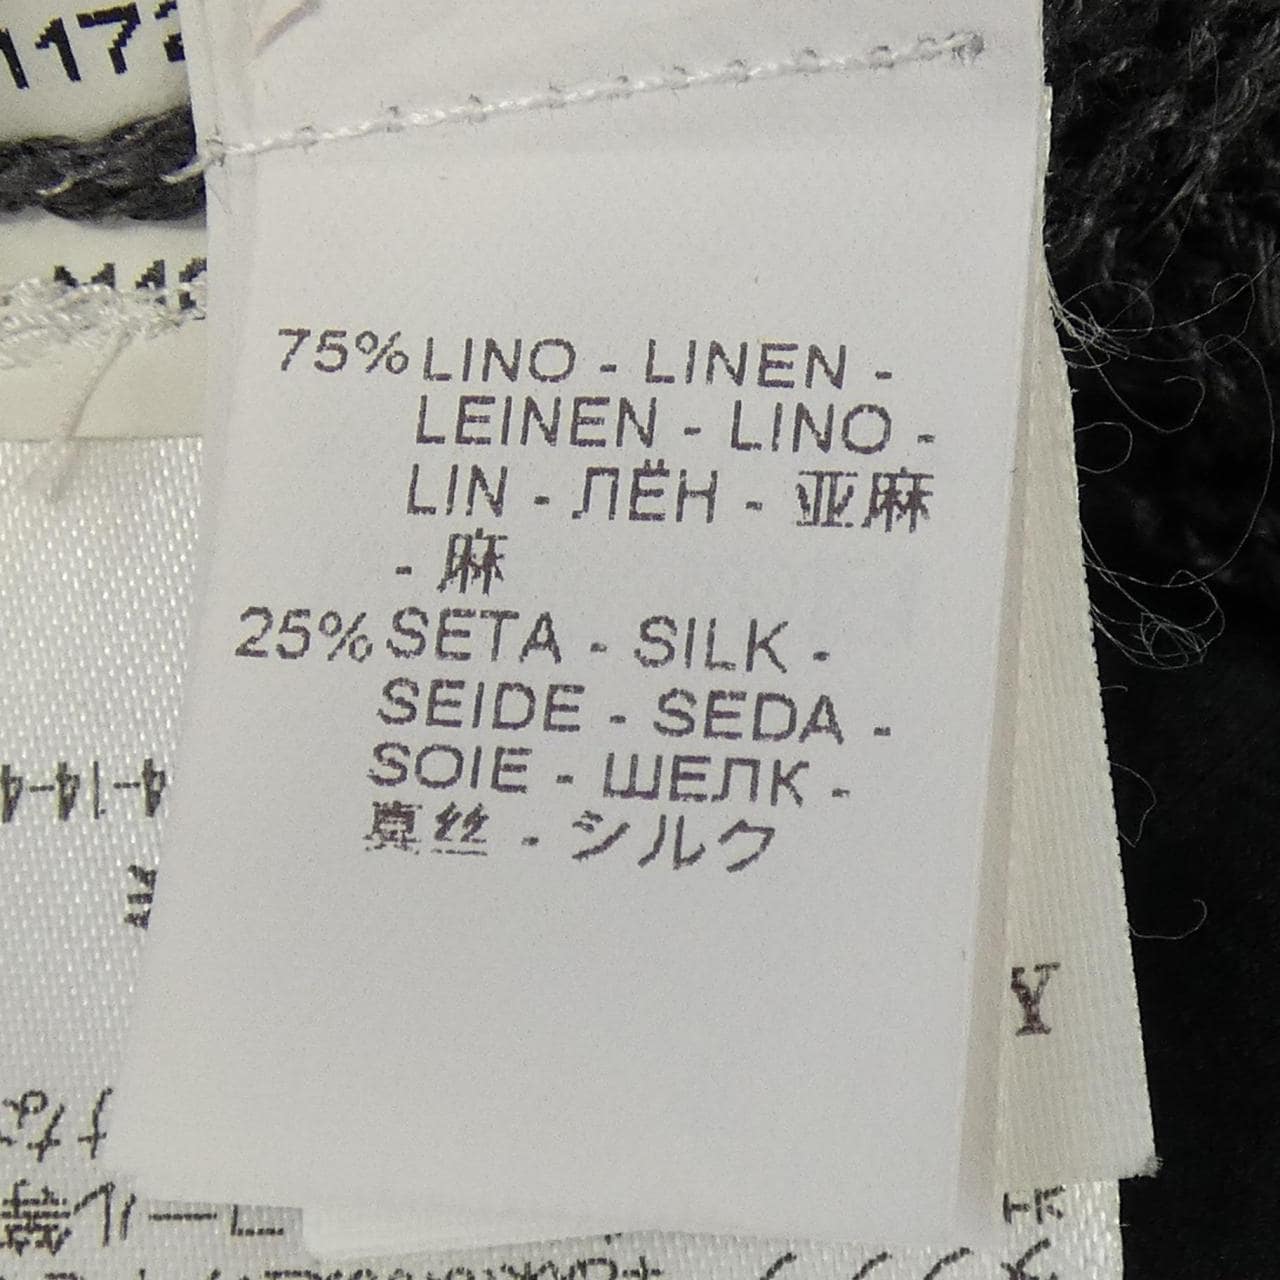 1172
75% LINO - LINEN -
LEINEN - LINO -
LIN - ЛЁН - 亚麻
- 麻
25% SETA - SILK -
SEIDE - SEDA -
SOIE - ШЕЛК -
真丝 - シルク
Y